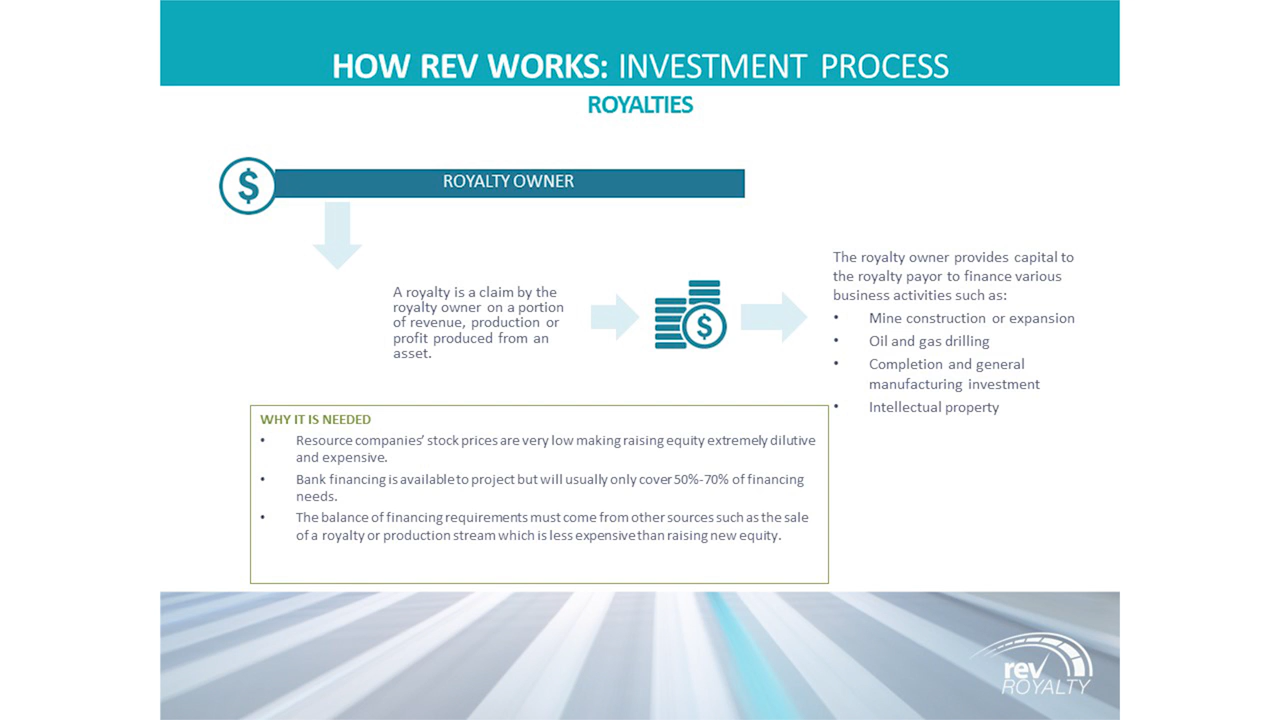 HOW REV WORKS: INVESTMENT PROCESS
ROYALTIES
$
ROYALTY OWNER
A royalty is a claim by the
royalty owner on a portion
of revenue, production or
profit produced from an
asset.
$
The royalty owner provides capital to
the royalty payor to finance various
business activities such as:
• Mine construction or expansion
• Oil and gas drilling
• Completion and general
manufacturing investment
• Intellectual property
WHY IT IS NEEDED
• Resource companies' stock prices are very low making raising equity extremely dilutive
and expensive.
• Bank financing is available to project but will usually only cover 50%-70% of financing
needs.
• The balance of financing requirements must come from other sources such as the sale
of a royalty or production stream which is less expensive than raising new equity.
rev
ROYALTY